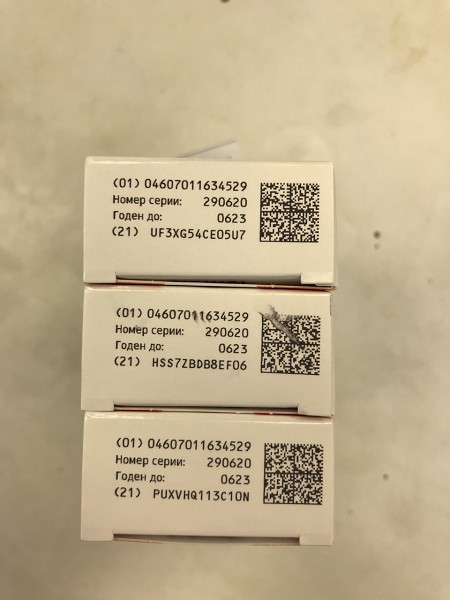 (01) 04607011634529
Номер серии: 290620
Годен до: 0623
(21) UF3XG54CEO5U7
(01) 04607011634529
Номер серии: 290620
Годен до: 0623
(21) HSS7ZBDB8EF06
(01) 04607011634529
Номер серии: 290620
Годен до: 0623
(21) PUXVHQ113C10N